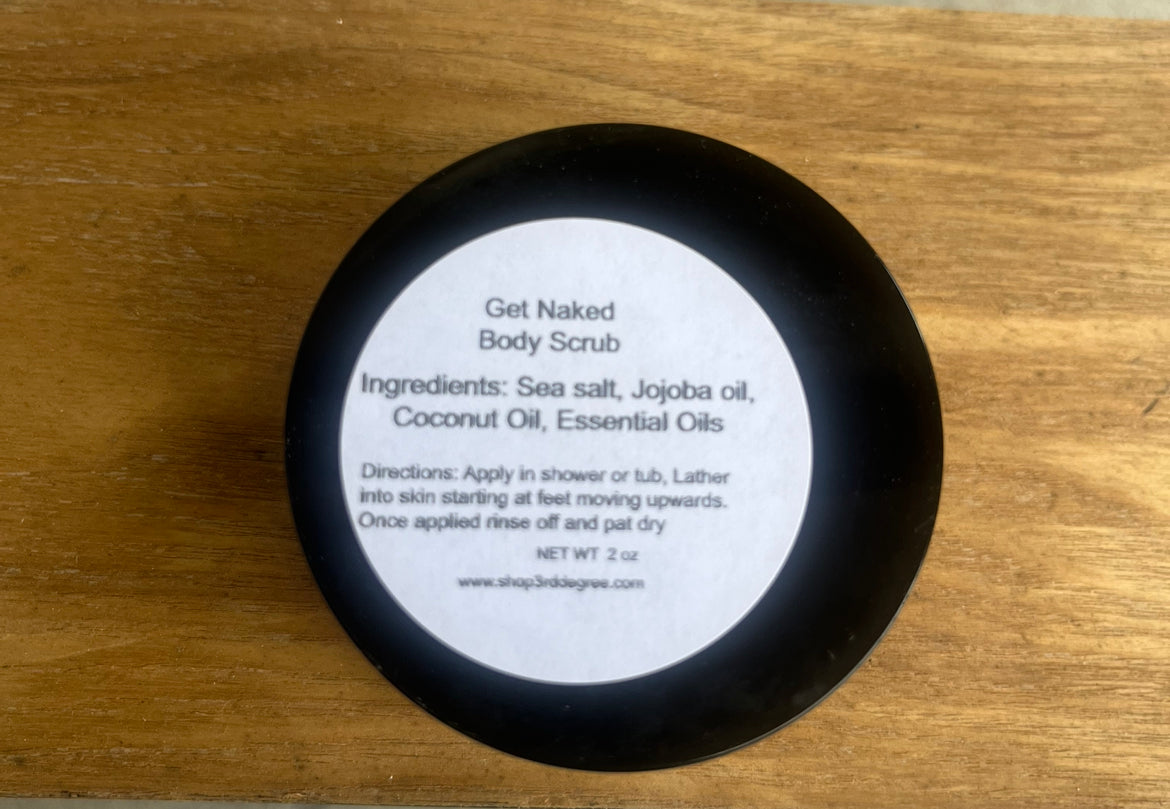 Get Naked
Body Scrub
Ingredients: Sea salt, Jojoba oil,
Coconut Oil, Essential Oils
Directions: Apply in shower or tub, Lather
into skin starting at feet moving upwards.
Once applied rinse off and pat dry
NET WT 2 oz
www.shop3rddegree.com